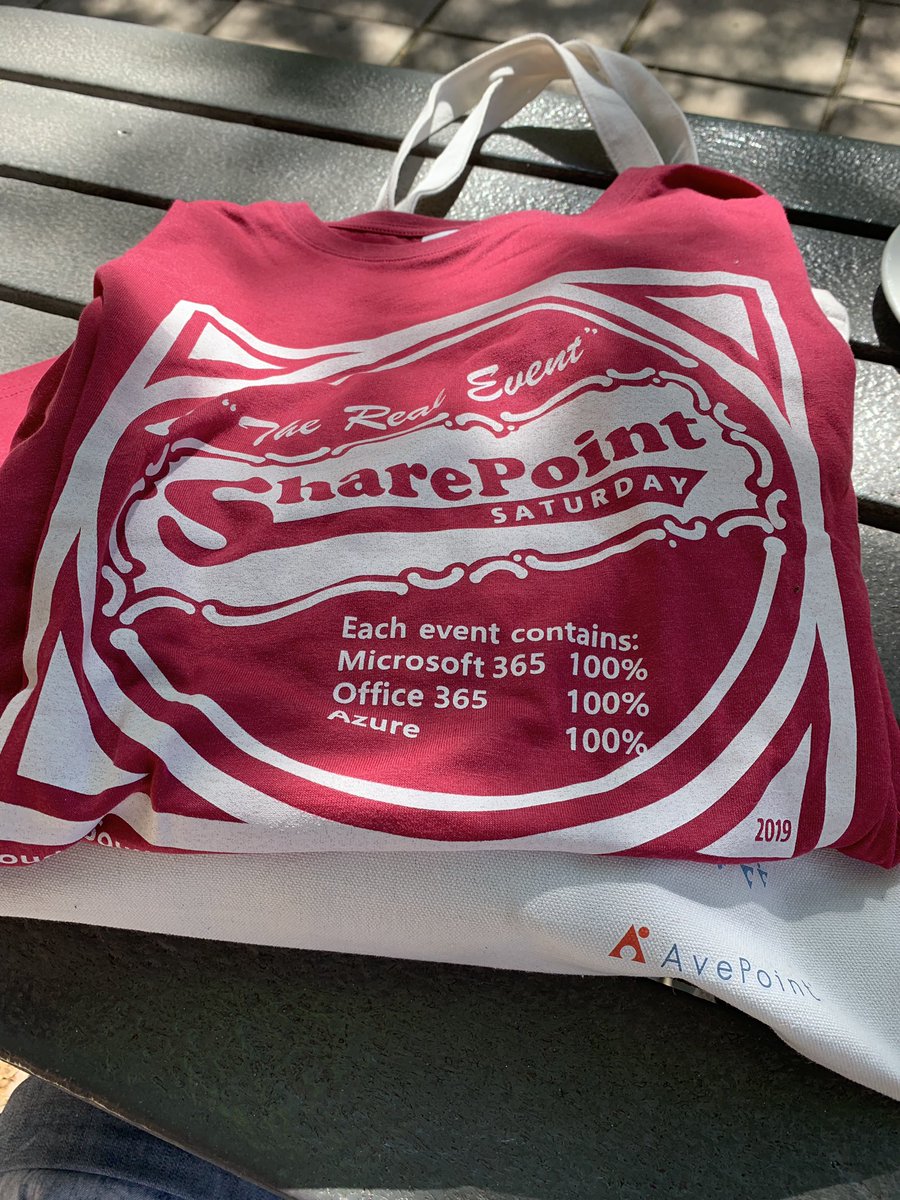 "The Real Event"
SharePoint
SATURDAY
Each event contains:
Microsoft 365 100%
Office 365 100%
Azure 100%
2019
AvePoint